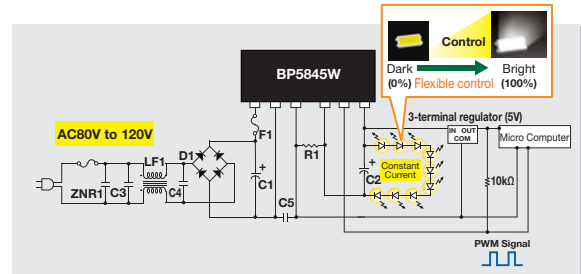 Control
Dark
Bright
(0%) Flexible control (100%)
BP5845W
3-terminal regulator (5V)
AC80V to 120V
F1
IN OUT
COM
Micro Computer
LF1
D1
R1
C2
Constant
Current
ZNR1
C3
C4
C1
10kΩ
C5
PWM Signal